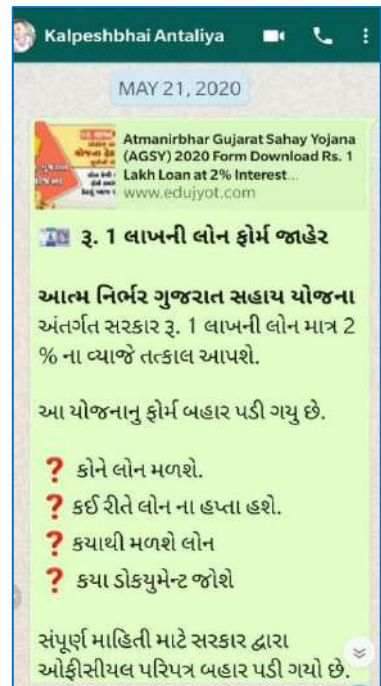 Kalpeshbhai Antaliya
MAY 21, 2020
Atmanirbhar Gujarat Sahay Yojana
(AGSY) 2020 Form Download Rs. 1
Lakh Loan at 2% Interest...
www.edujyot.com
રૂ. 1 લાખની લોન ફોર્મ જાહેર
આત્મ નિર્ભર ગુજરાત સહાય યોજના
અંતર્ગત સરકાર રૂ. 1 લાખની લોન માત્ર 2
% ના વ્યાજે તત્કાલ આપશે.
આ યોજનાનુ ફોર્મ બહાર પડી ગયુ છે.
❓ કોને લોન મળશે.
❓ કઈ રીતે લોન ના હપ્તા હશે.
❓ કયાથી મળશે લોન
❓ કયા ડોકયુમેન્ટ જોશે
સંપૂર્ણ માહિતી માટે સરકાર દ્વારા
ઓફીસીયલ પરિપત્ર બહાર પડી ગયો છે.